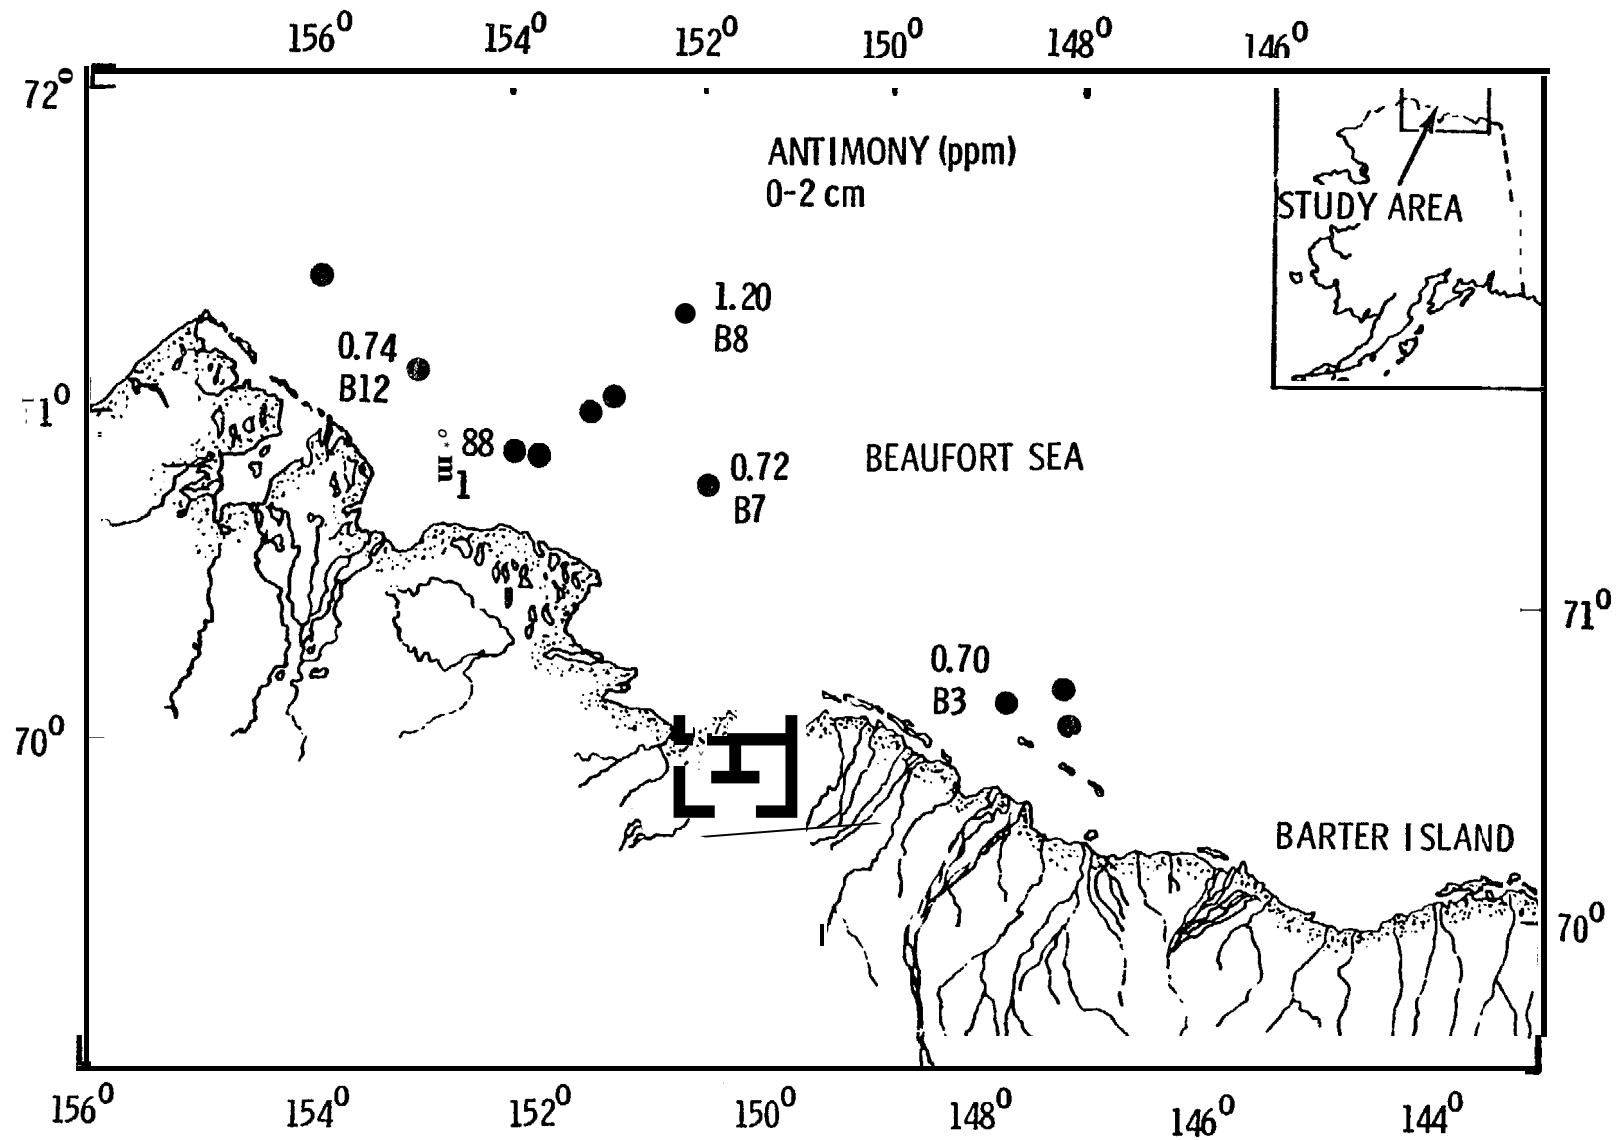 156⁰ 154⁰ 152⁰ 150⁰ 148⁰ 146⁰
72⁰
ANTIMONY (ppm)
0-2 cm
STUDY AREA
1.20
B8
0.74
B12
1⁰
88
1
BEAUFORT SEA
0.72
B7
71⁰
0.70
B3
70⁰
BARTER ISLAND
70⁰
156⁰ 154⁰ 152⁰ 150⁰ 148⁰ 146⁰ 144⁰